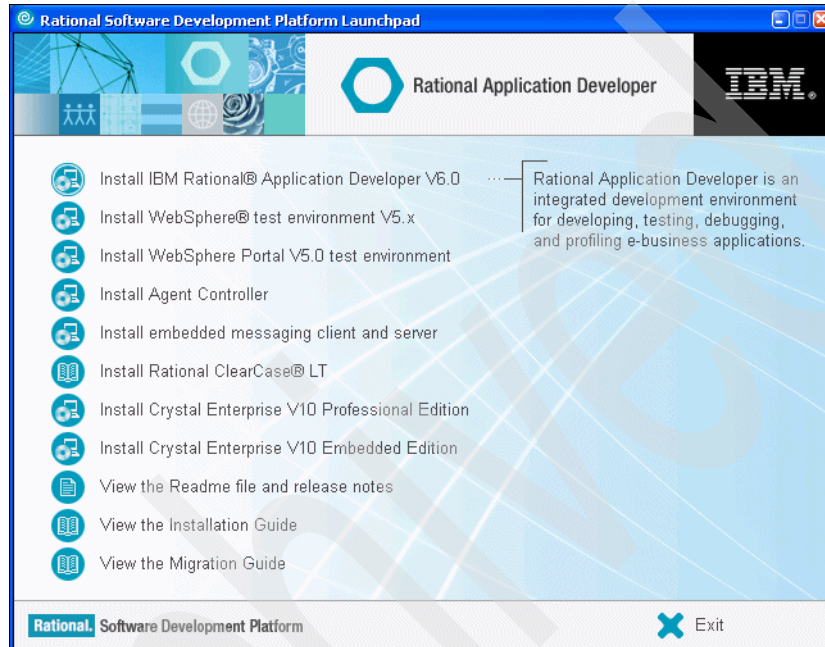 Rational Software Development Platform Launchpad
Rational Application Developer
IBM®
Install IBM Rational® Application Developer V6.0
Rational Application Developer is an
integrated development environment
for developing, testing, debugging,
and profiling e-business applications.
Install WebSphere® test environment V5.x
Install WebSphere Portal V5.0 test environment
Install Agent Controller
Install embedded messaging client and server
Install Rational ClearCase® LT
Install Crystal Enterprise V10 Professional Edition
Install Crystal Enterprise V10 Embedded Edition
View the Readme file and release notes
View the Installation Guide
View the Migration Guide
Rational. Software Development Platform
Exit